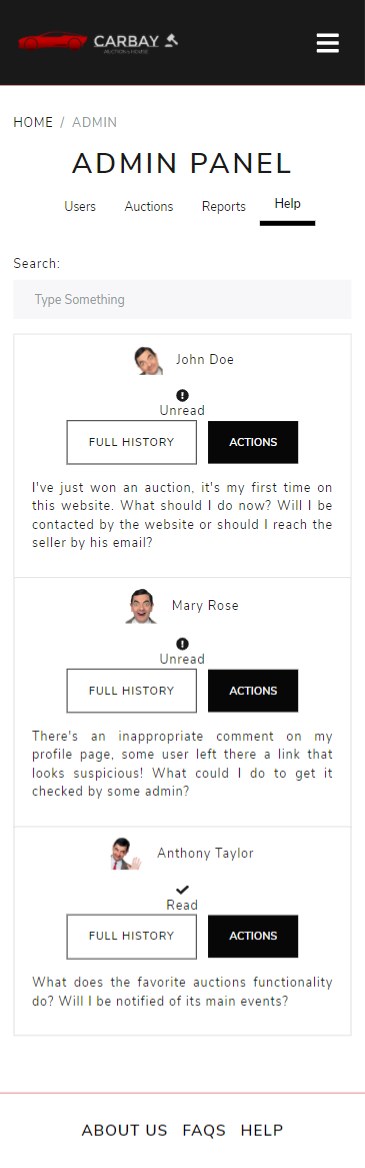 CARBAY
AUCTION & HOUSE
HOME / ADMIN
ADMIN PANEL
Users Auctions Reports Help
Search:
Type Something
John Doe
Unread
FULL HISTORY ACTIONS
I've just won an auction, it's my first time on
this website. What should I do now? Will I be
contacted by the website or should I reach the
seller by his email?
Mary Rose
Unread
FULL HISTORY ACTIONS
There's an inappropriate comment on my
profile page, some user left there a link that
looks suspicious! What could I do to get it
checked by some admin?
Anthony Taylor
Read
FULL HISTORY ACTIONS
What does the favorite auctions functionality
do? Will I be notified of its main events?
ABOUT US FAQS HELP